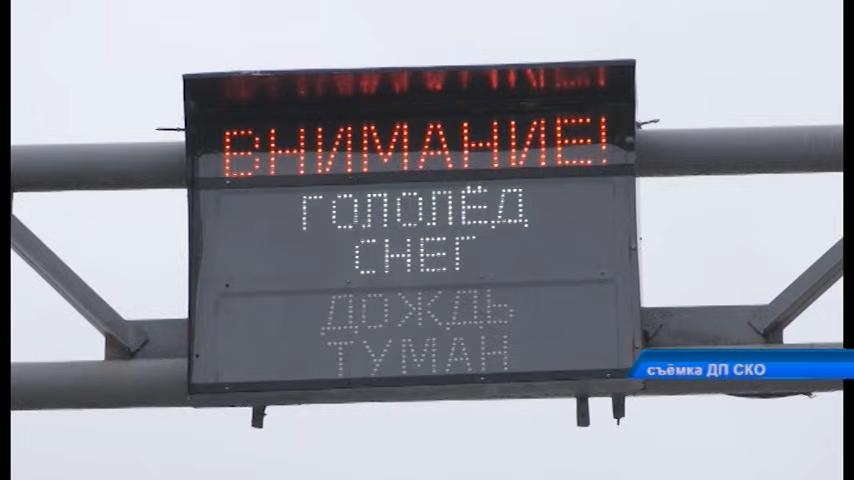 ВНИМАНИЕ!
ГОЛОЛЁД
СНЕГ
ДОЖДЬ
ТУМАН
съёмка ДП СКО